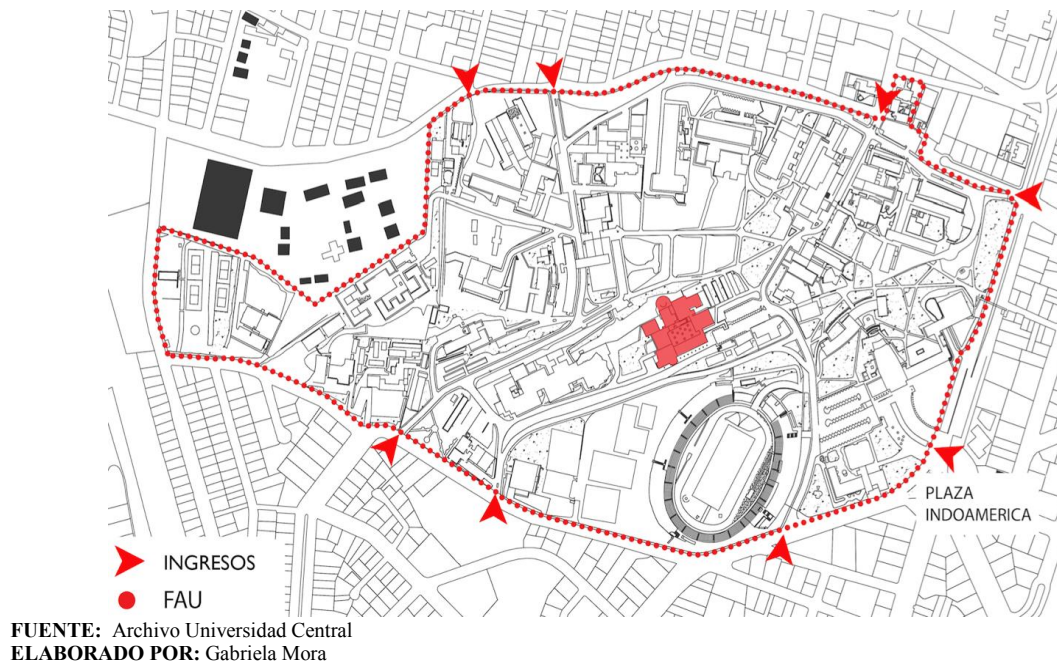 PLAZA
INDOAMERICA
INGRESOS
FAU
FUENTE: Archivo Universidad Central
ELABORADO POR: Gabriela Mora